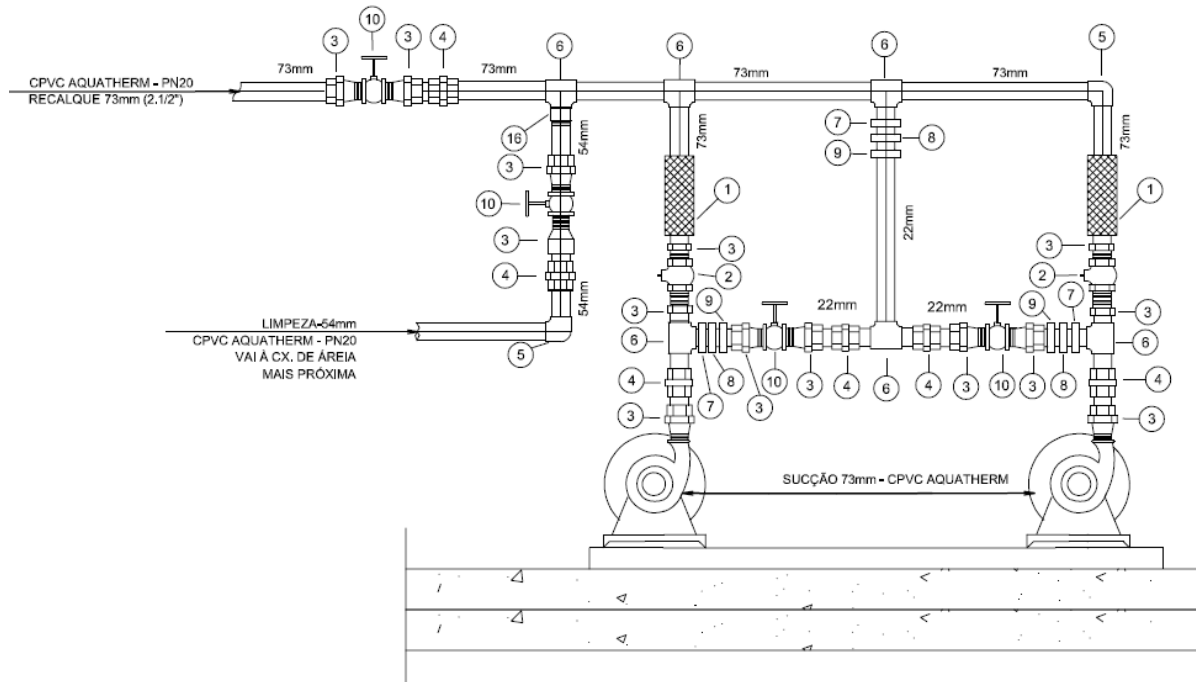 10
3
3
4
6
6
6
5
73mm
73mm
73mm
73mm
CPVC AQUATHERM - PN20
RECALQUE 73mm (2.1/2")
16
54mm
73mm
7
8
9
73mm
3
10
1
1
22mm
3
3
3
4
2
2
54mm
9
22mm
22mm
9
7
3
3
LIMPEZA-54mm
CPVC AQUATHERM - PN20
VAI À CX. DE ÁREIA
MAIS PRÓXIMA
5
6
6
4
7
8
3
10
3
4
6
4
3
10
3
8
4
3
3
SUCÇÃO 73mm - CPVC AQUATHERM